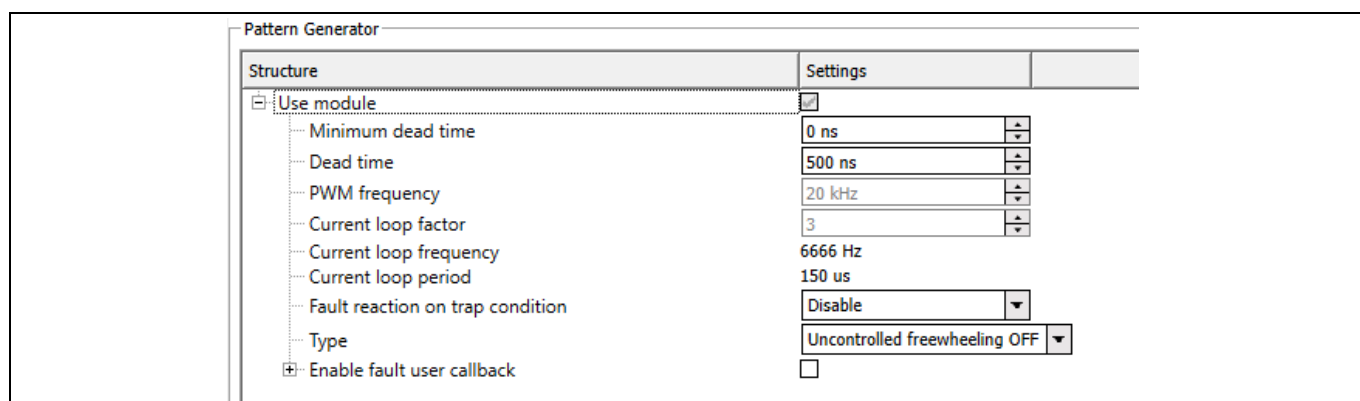 Pattern Generator
Structure Settings
Use module
Minimum dead time 0 ns
Dead time 500 ns
PWM frequency 20 kHz
Current loop factor 3
Current loop frequency 6666 Hz
Current loop period 150 us
Fault reaction on trap condition Disable
Type Uncontrolled freewheeling OFF
Enable fault user callback